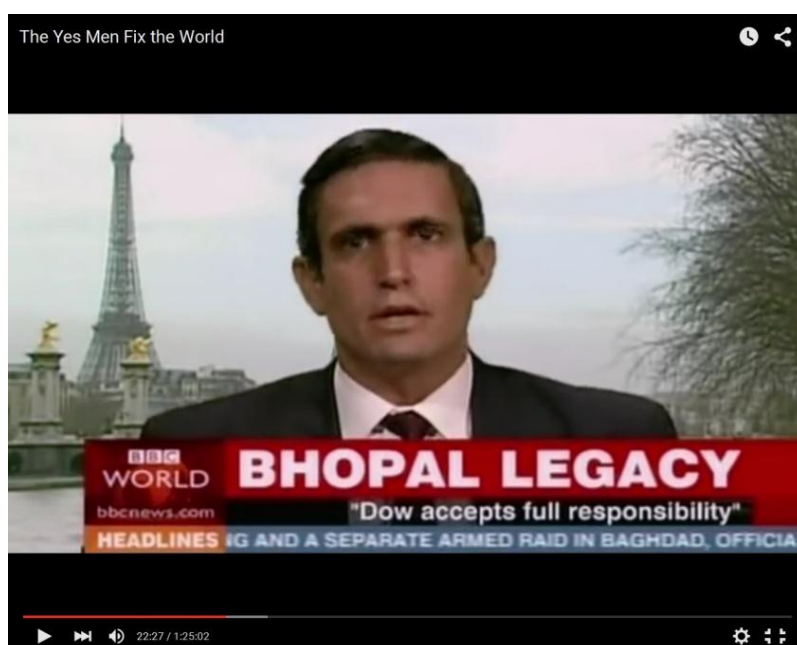 The Yes Men Fix the World
BBC
WORLD
bbcnews.com
BHOPAL LEGACY
"Dow accepts full responsibility"
HEADLINES NG AND A SEPARATE ARMED RAID IN BAGHDAD, OFFICIA
22:27 / 1:25:02